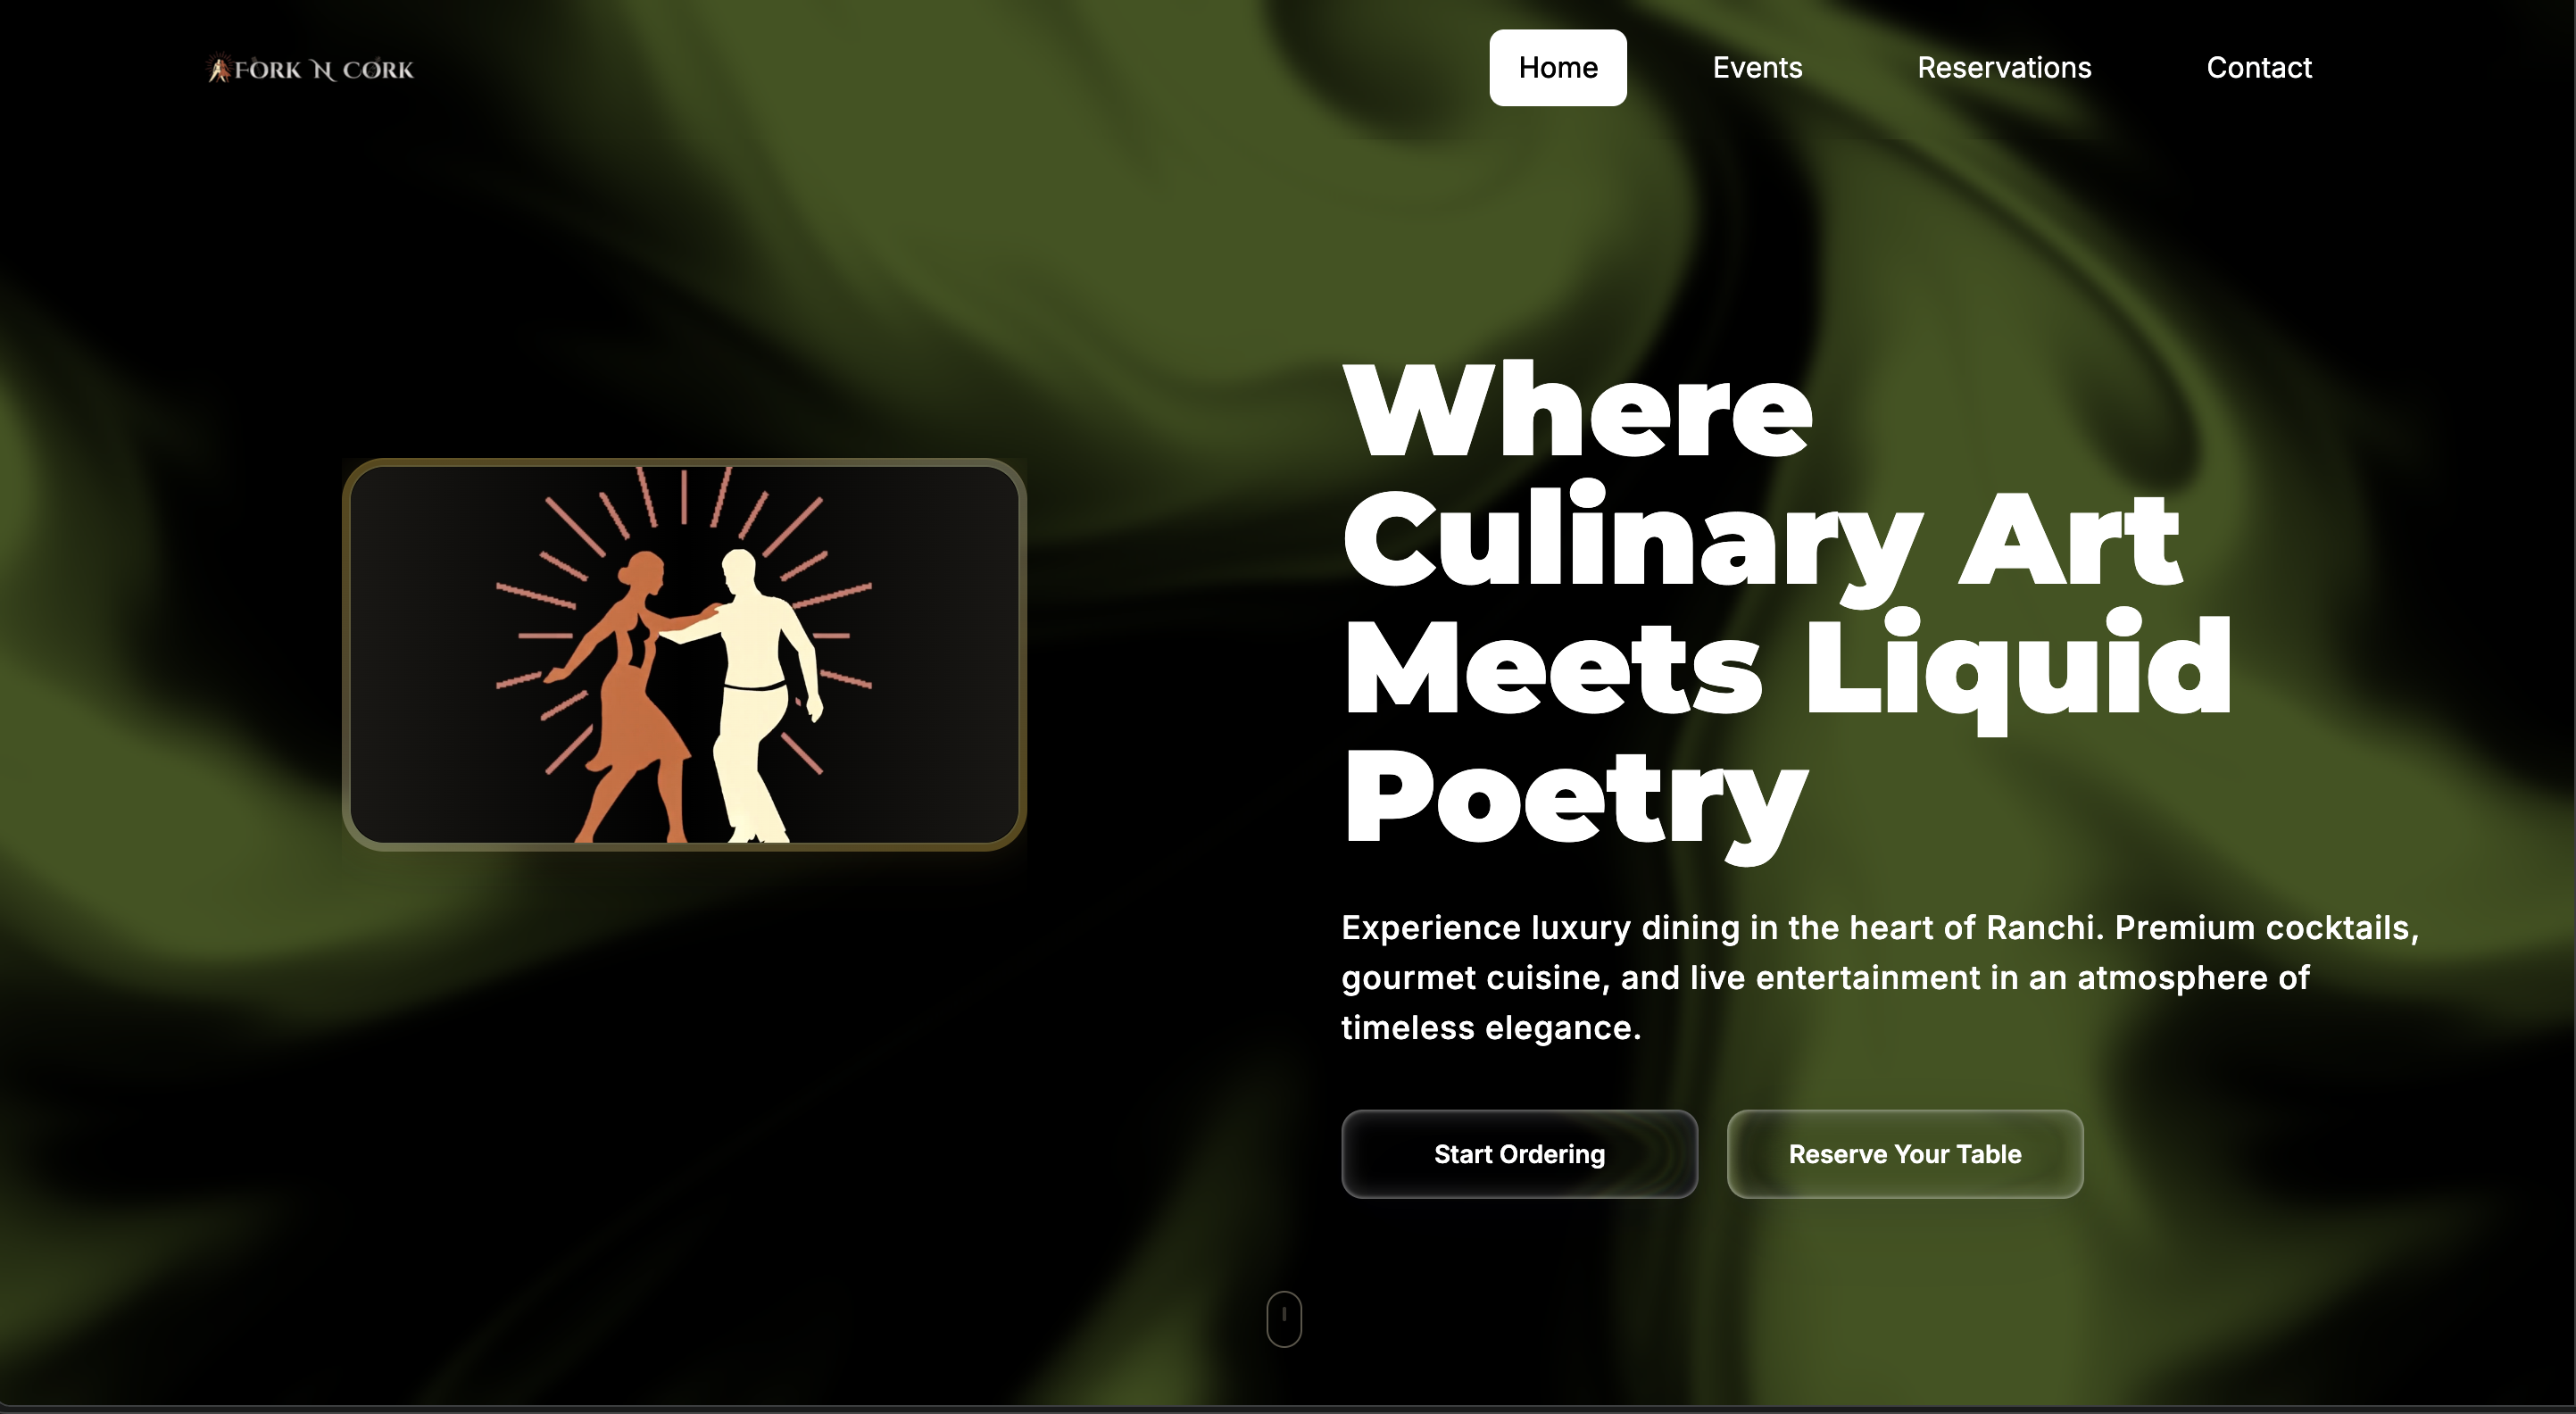 FORK N CORK
Home
Events
Reservations
Contact
Where
Culinary Art
Meets Liquid
Poetry
Experience luxury dining in the heart of Ranchi. Premium cocktails,
gourmet cuisine, and live entertainment in an atmosphere of
timeless elegance.
Start Ordering
Reserve Your Table